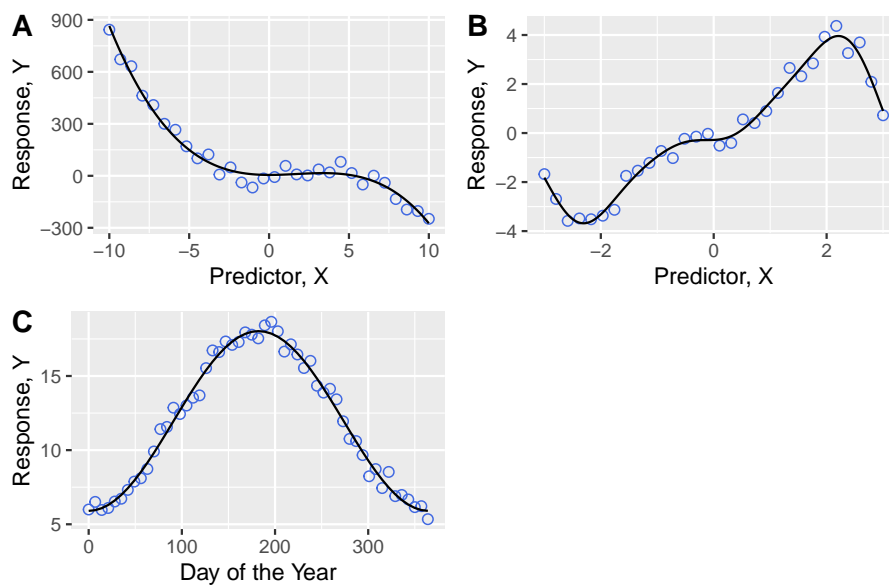 A
Response, Y
900
600
300
0
−300
−10
−5
0
5
10
Predictor, X
B
Response, Y
4
2
0
−2
−4
−2
0
2
Predictor, X
C
Response, Y
15
10
5
0
100
200
300
Day of the Year